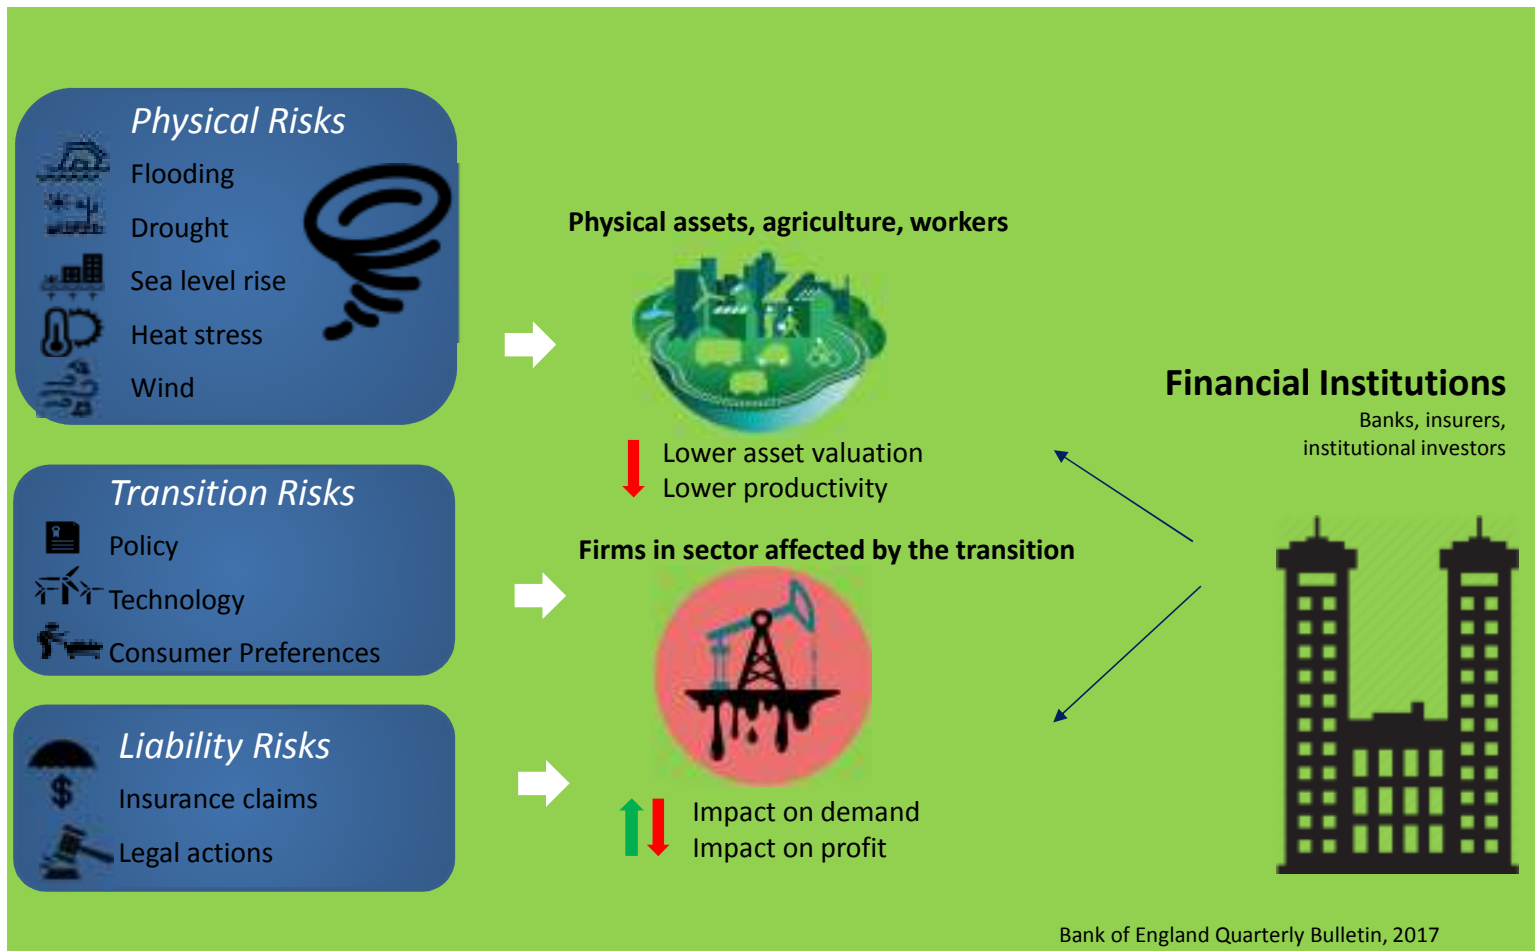 Physical Risks
Flooding
Drought
Sea level rise
Heat stress
Wind
Transition Risks
Policy
Technology
Consumer Preferences
Liability Risks
$
Insurance claims
Legal actions
Physical assets, agriculture, workers
Lower asset valuation
Lower productivity
Firms in sector affected by the transition
Impact on demand
Impact on profit
Financial Institutions
Banks, insurers,
institutional investors
Bank of England Quarterly Bulletin, 2017